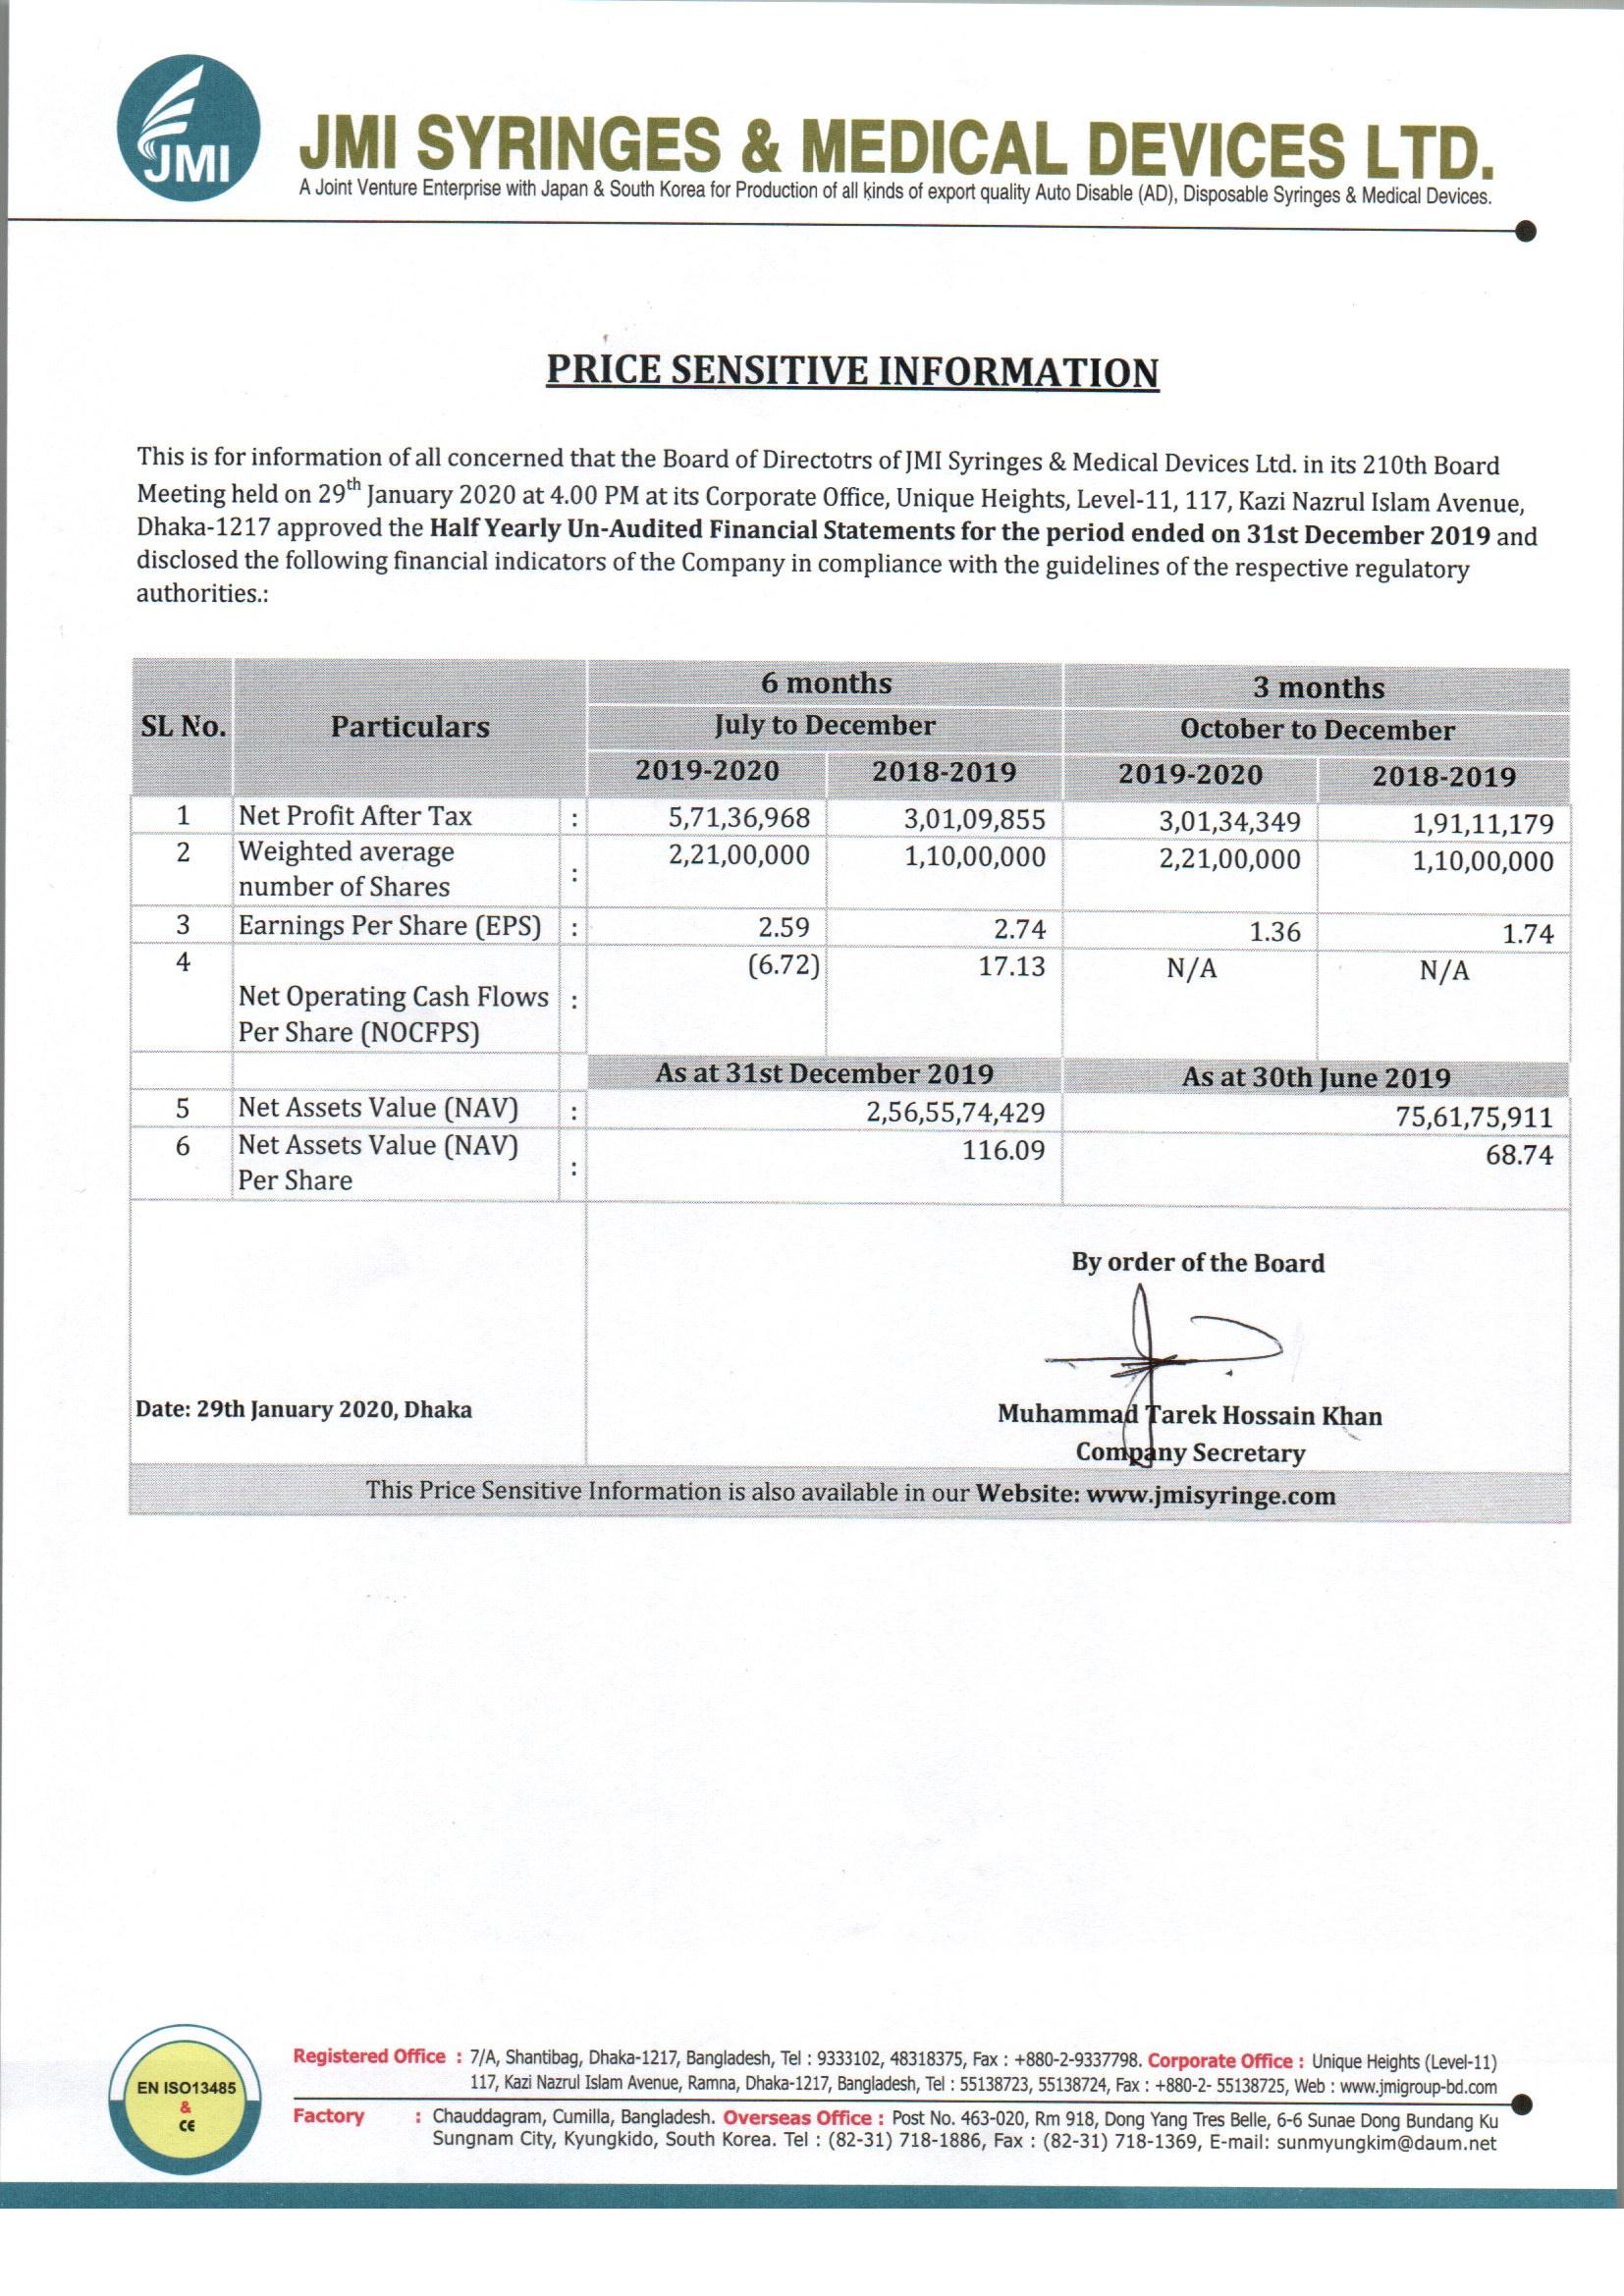 JMI
JMI SYRINGES & MEDICAL DEVICES LTD.
A Joint Venture Enterprise with Japan & South Korea for Production of all kinds of export quality Auto Disable (AD), Disposable Syringes & Medical Devices.
PRICE SENSITIVE INFORMATION
This is for information of all concerned that the Board of Directotrs of JMI Syringes & Medical Devices Ltd. in its 210th Board
Meeting held on 29th January 2020 at 4.00 PM at its Corporate Office, Unique Heights, Level-11, 117, Kazi Nazrul Islam Avenue,
Dhaka-1217 approved the Half Yearly Un-Audited Financial Statements for the period ended on 31st December 2019 and
disclosed the following financial indicators of the Company in compliance with the guidelines of the respective regulatory
authorities.:
6 months 3 months
SL No. Particulars July to December October to December
2019-2020 2018-2019 2019-2020 2018-2019
1 Net Profit After Tax : 5,71,36,968 3,01,09,855 3,01,34,349 1,91,11,179
2 Weighted average : 2,21,00,000 1,10,00,000 2,21,00,000 1,10,00,000
number of Shares
3 Earnings Per Share (EPS) : 2.59 2.74 1.36 1.74
4 (6.72) 17.13 N/A N/A
Net Operating Cash Flows :
Per Share (NOCFPS)
As at 31st December 2019 As at 30th June 2019
5 Net Assets Value (NAV) : 2,56,55,74,429 75,61,75,911
6 Net Assets Value (NAV) : 116.09 68.74
Per Share
By order of the Board
Date: 29th January 2020, Dhaka
Muhammad Tarek Hossain Khan
Company Secretary
This Price Sensitive Information is also available in our Website: www.jmisyringe.com
EN ISO13485
&
CE
Registered Office : 7/A, Shantibag, Dhaka-1217, Bangladesh, Tel : 9333102, 48318375, Fax : +880-2-9337798. Corporate Office : Unique Heights (Level-11)
117, Kazi Nazrul Islam Avenue, Ramna, Dhaka-1217, Bangladesh, Tel : 55138723, 55138724, Fax : +880-2- 55138725, Web : www.jmigroup-bd.com
Factory : Chauddagram, Cumilla, Bangladesh. Overseas Office : Post No. 463-020, Rm 918, Dong Yang Tres Belle, 6-6 Sunae Dong Bundang Ku
Sungnam City, Kyungkido, South Korea. Tel : (82-31) 718-1886, Fax : (82-31) 718-1369, E-mail: sunmyungkim@daum.net